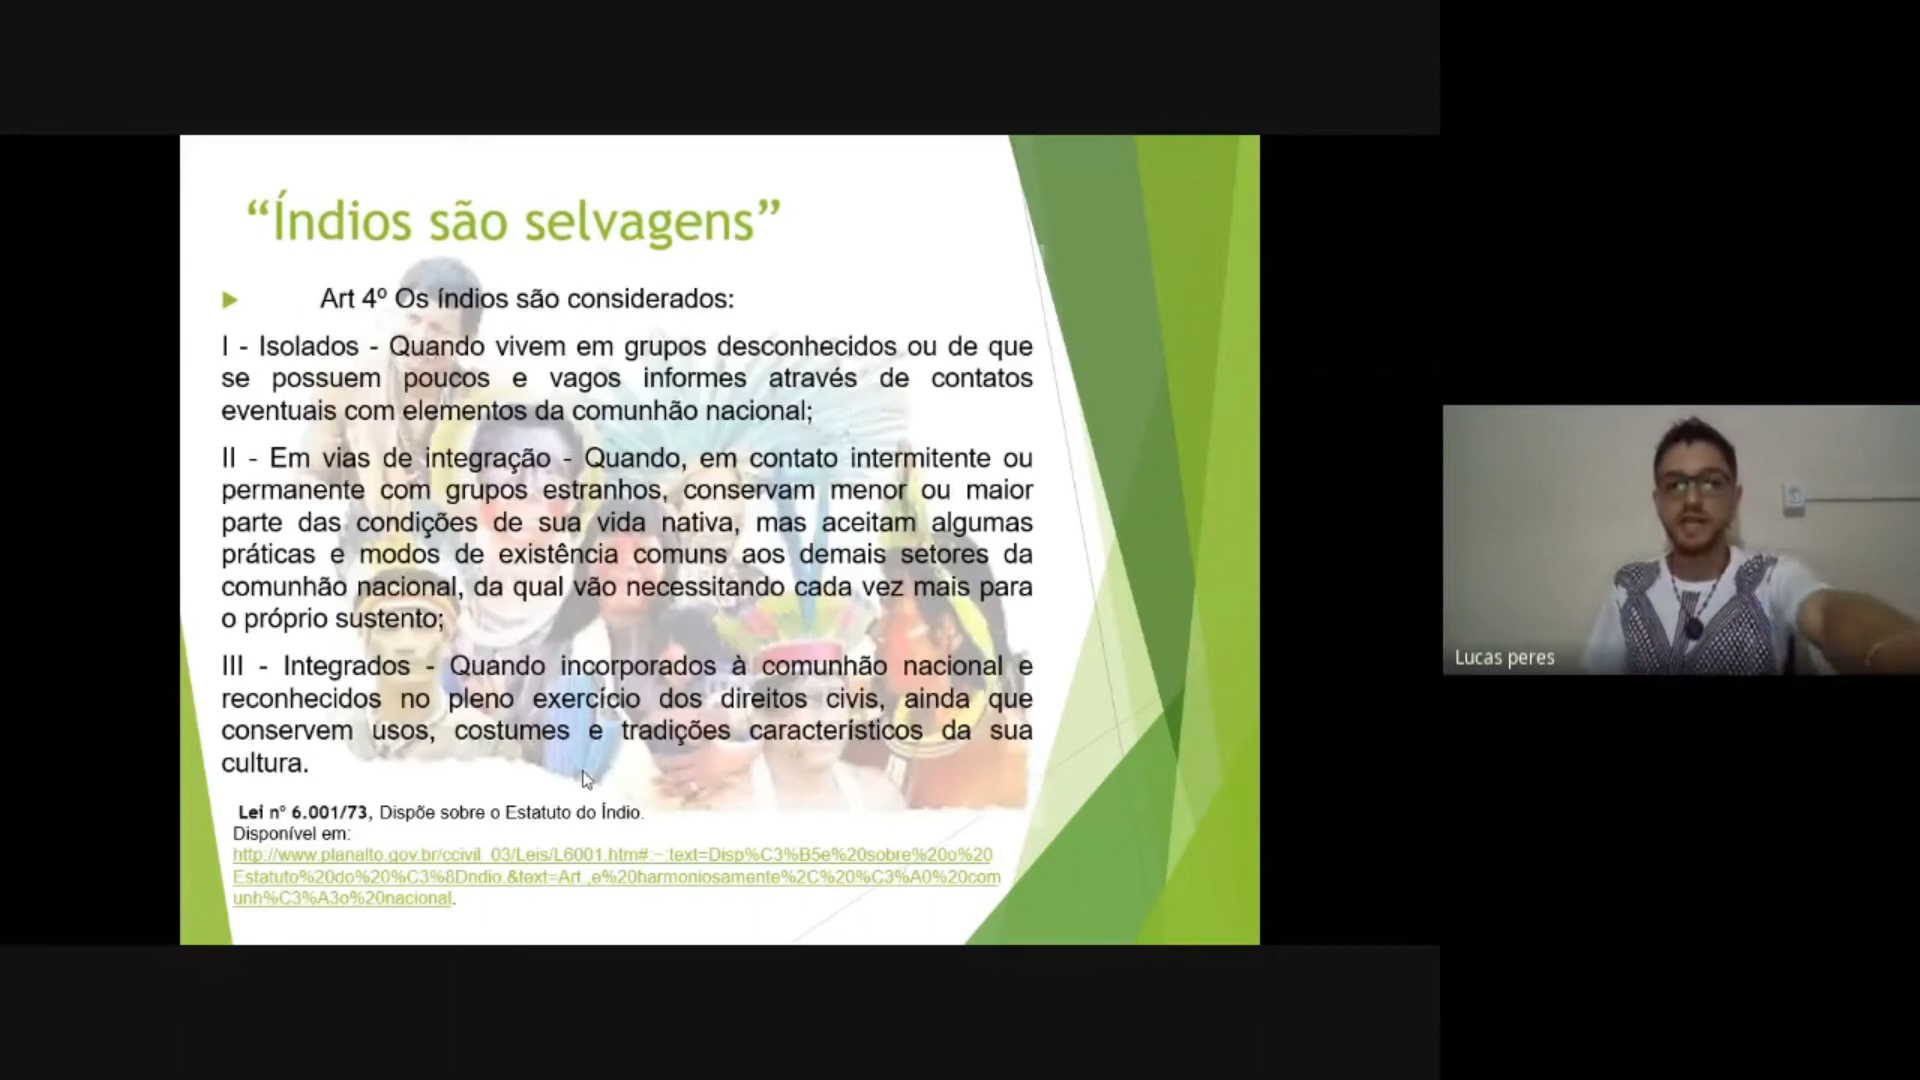 “Índios são selvagens”
Art 4º Os índios são considerados:
I - Isolados - Quando vivem em grupos desconhecidos ou de que
se possuem poucos e vagos informes através de contatos
eventuais com elementos da comunhão nacional;
II - Em vias de integração - Quando, em contato intermitente ou
permanente com grupos estranhos, conservam menor ou maior
parte das condições de sua vida nativa, mas aceitam algumas
práticas e modos de existência comuns aos demais setores da
comunhão nacional, da qual vão necessitando cada vez mais para
o próprio sustento;
III - Integrados - Quando incorporados à comunhão nacional e
reconhecidos no pleno exercício dos direitos civis, ainda que
conservem usos, costumes e tradições característicos da sua
cultura.
Lei nº 6.001/73, Dispõe sobre o Estatuto do Índio.
Disponível em:
http://www.planalto.gov.br/ccivil_03/Leis/L6001.htm#:~:text=Disp%C3%B5e%20sobre%20o%20
Estatuto%20do%20%C3%8Dndio.&text=Art.,e%20harmoniosamente%2C%20%C3%A0%20com
unh%C3%A3o%20nacional.
Lucas peres